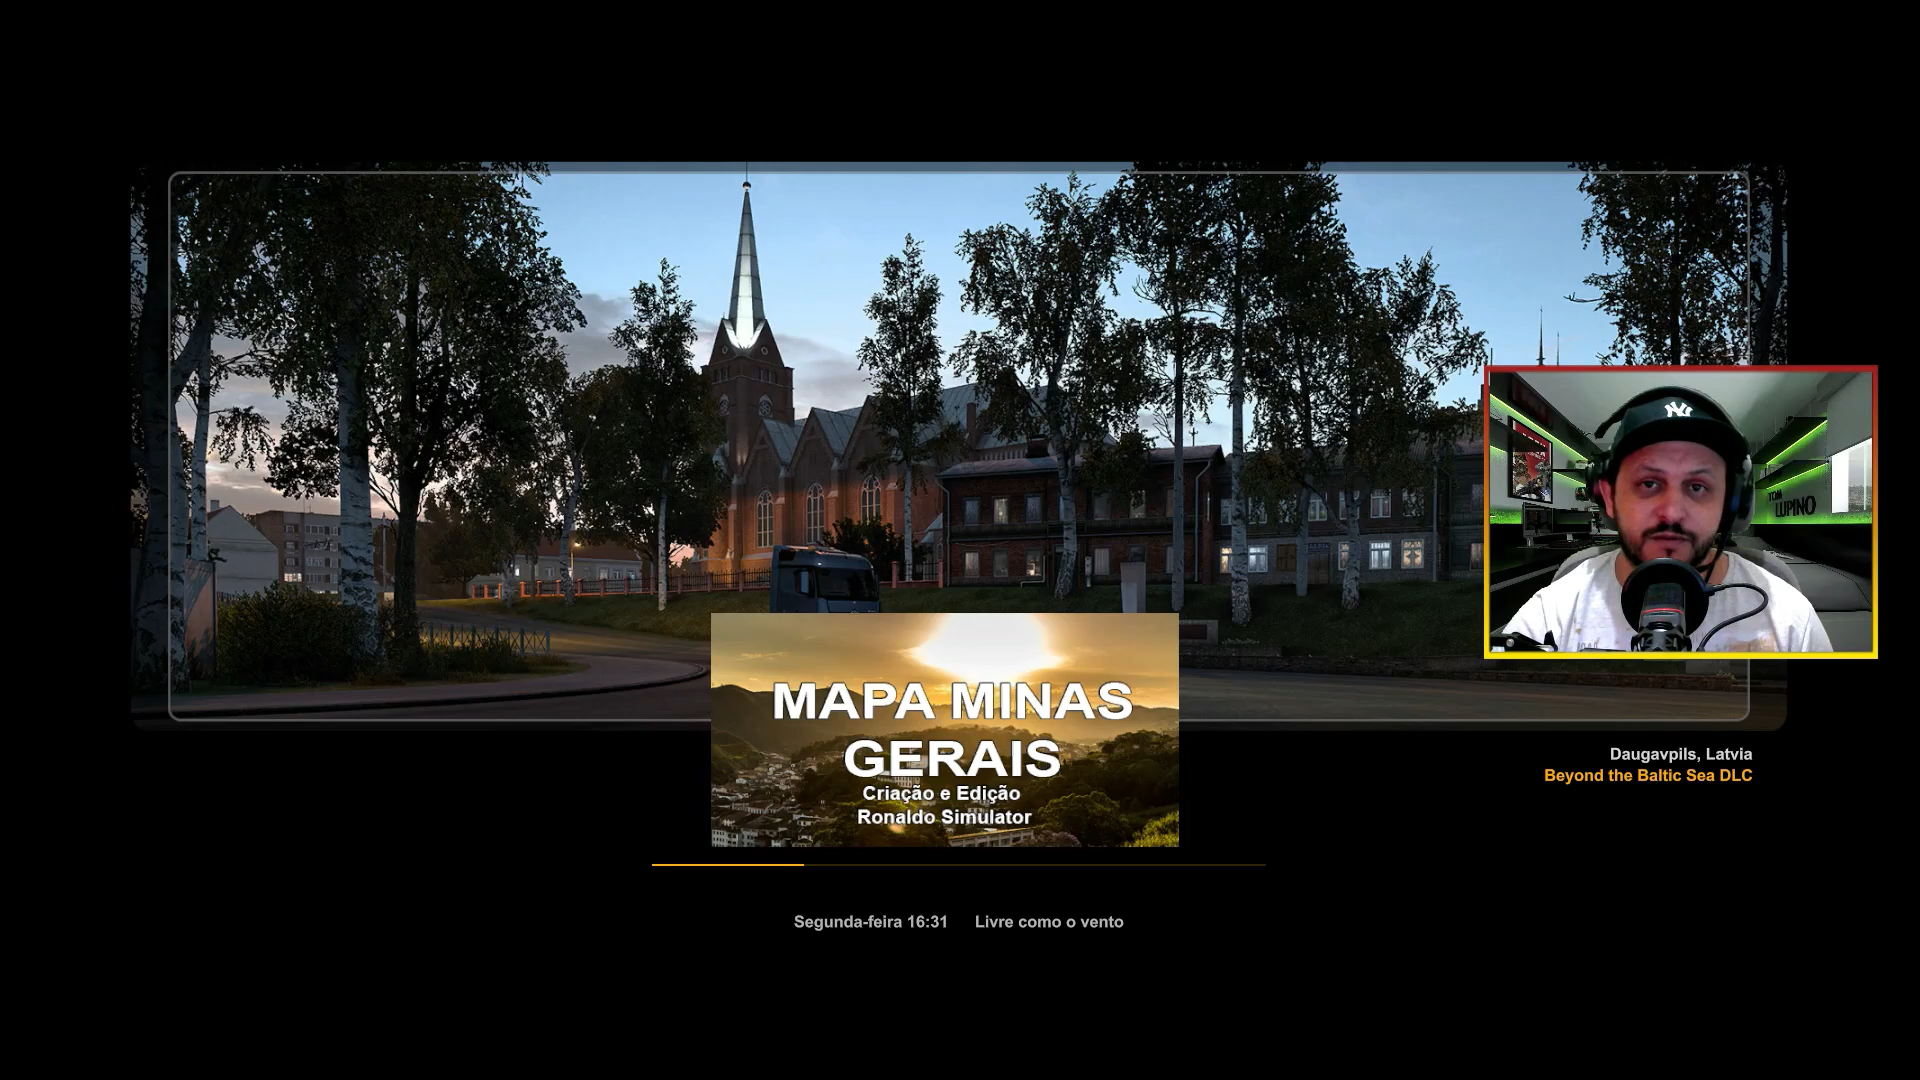 NY
TOM
LUPINO
Daugavpils, Latvia
Beyond the Baltic Sea DLC
MAPA MINAS
GERAIS
Criação e Edição
Ronaldo Simulator
Segunda-feira 16:31 Livre como o vento